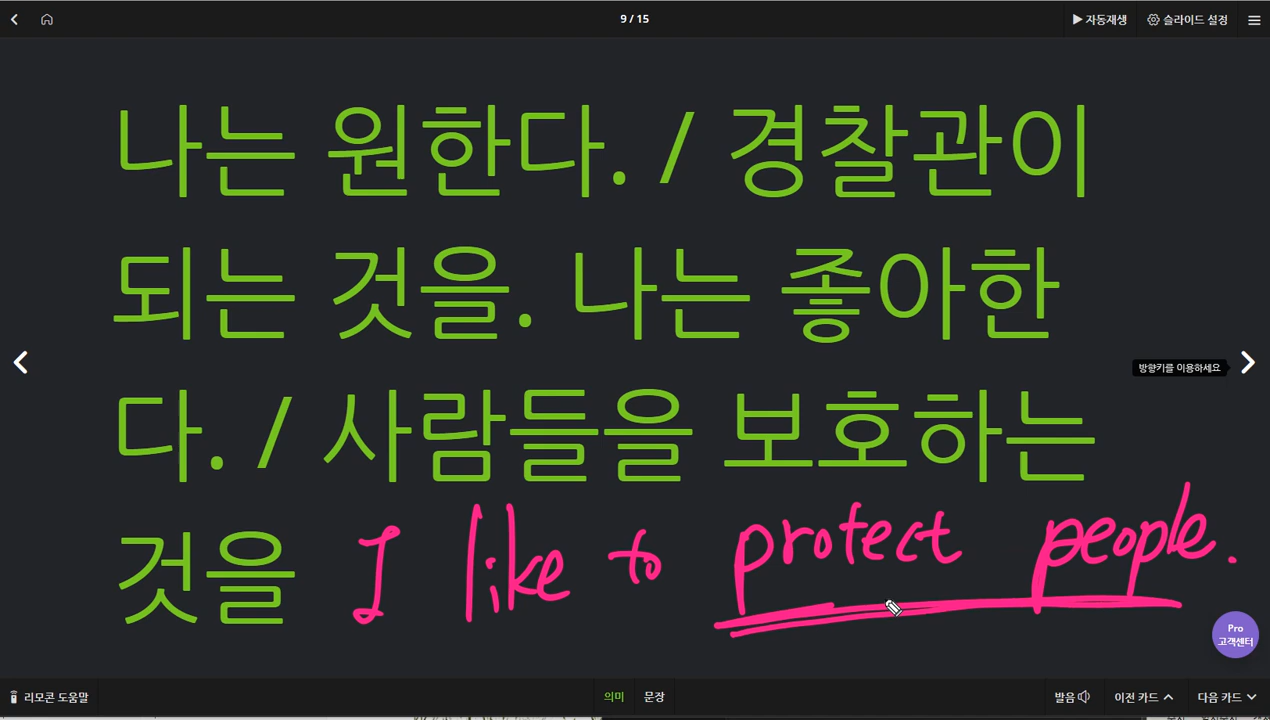 9 / 15
자동재생
슬라이드 설정
나는 원한다. / 경찰관이
되는 것을. 나는 좋아한
다. / 사람들을 보호하는
것을 I like to protect people.
방향키를 이용하세요
Pro
고객센터
리모콘 도움말
의미
문장
발음
이전 카드
다음 카드